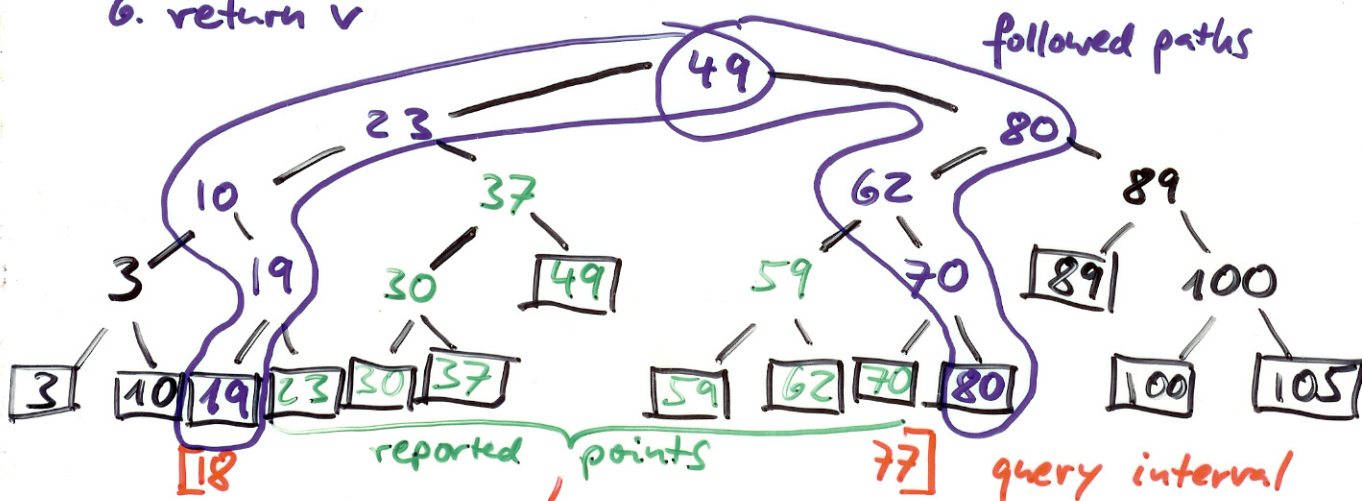 6. return v
followed paths
49
23 80
10 37 62 89
3 19 30 49 59 70 89 100
3 10 19 23 30 37 59 62 70 80 100 105
reported points
[18 77] query interval